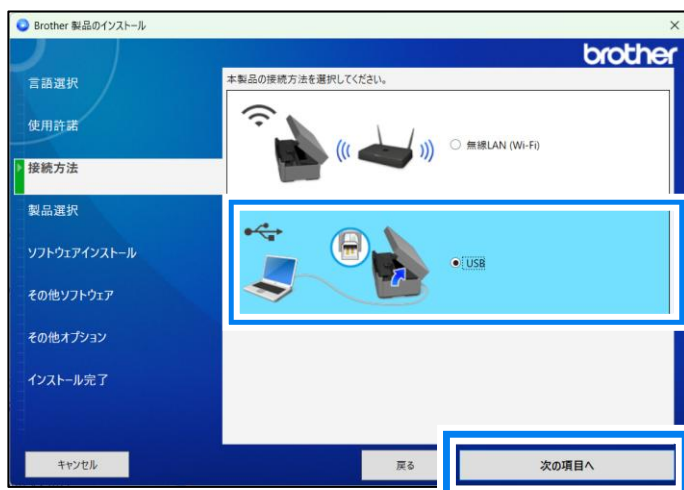 Brother 製品のインストール
brother
言語選択
使用許諾
接続方法
製品選択
ソフトウェアインストール
その他ソフトウェア
その他オプション
インストール完了
本製品の接続方法を選択してください。
無線LAN (Wi-Fi)
USB
キャンセル
戻る
次の項目へ